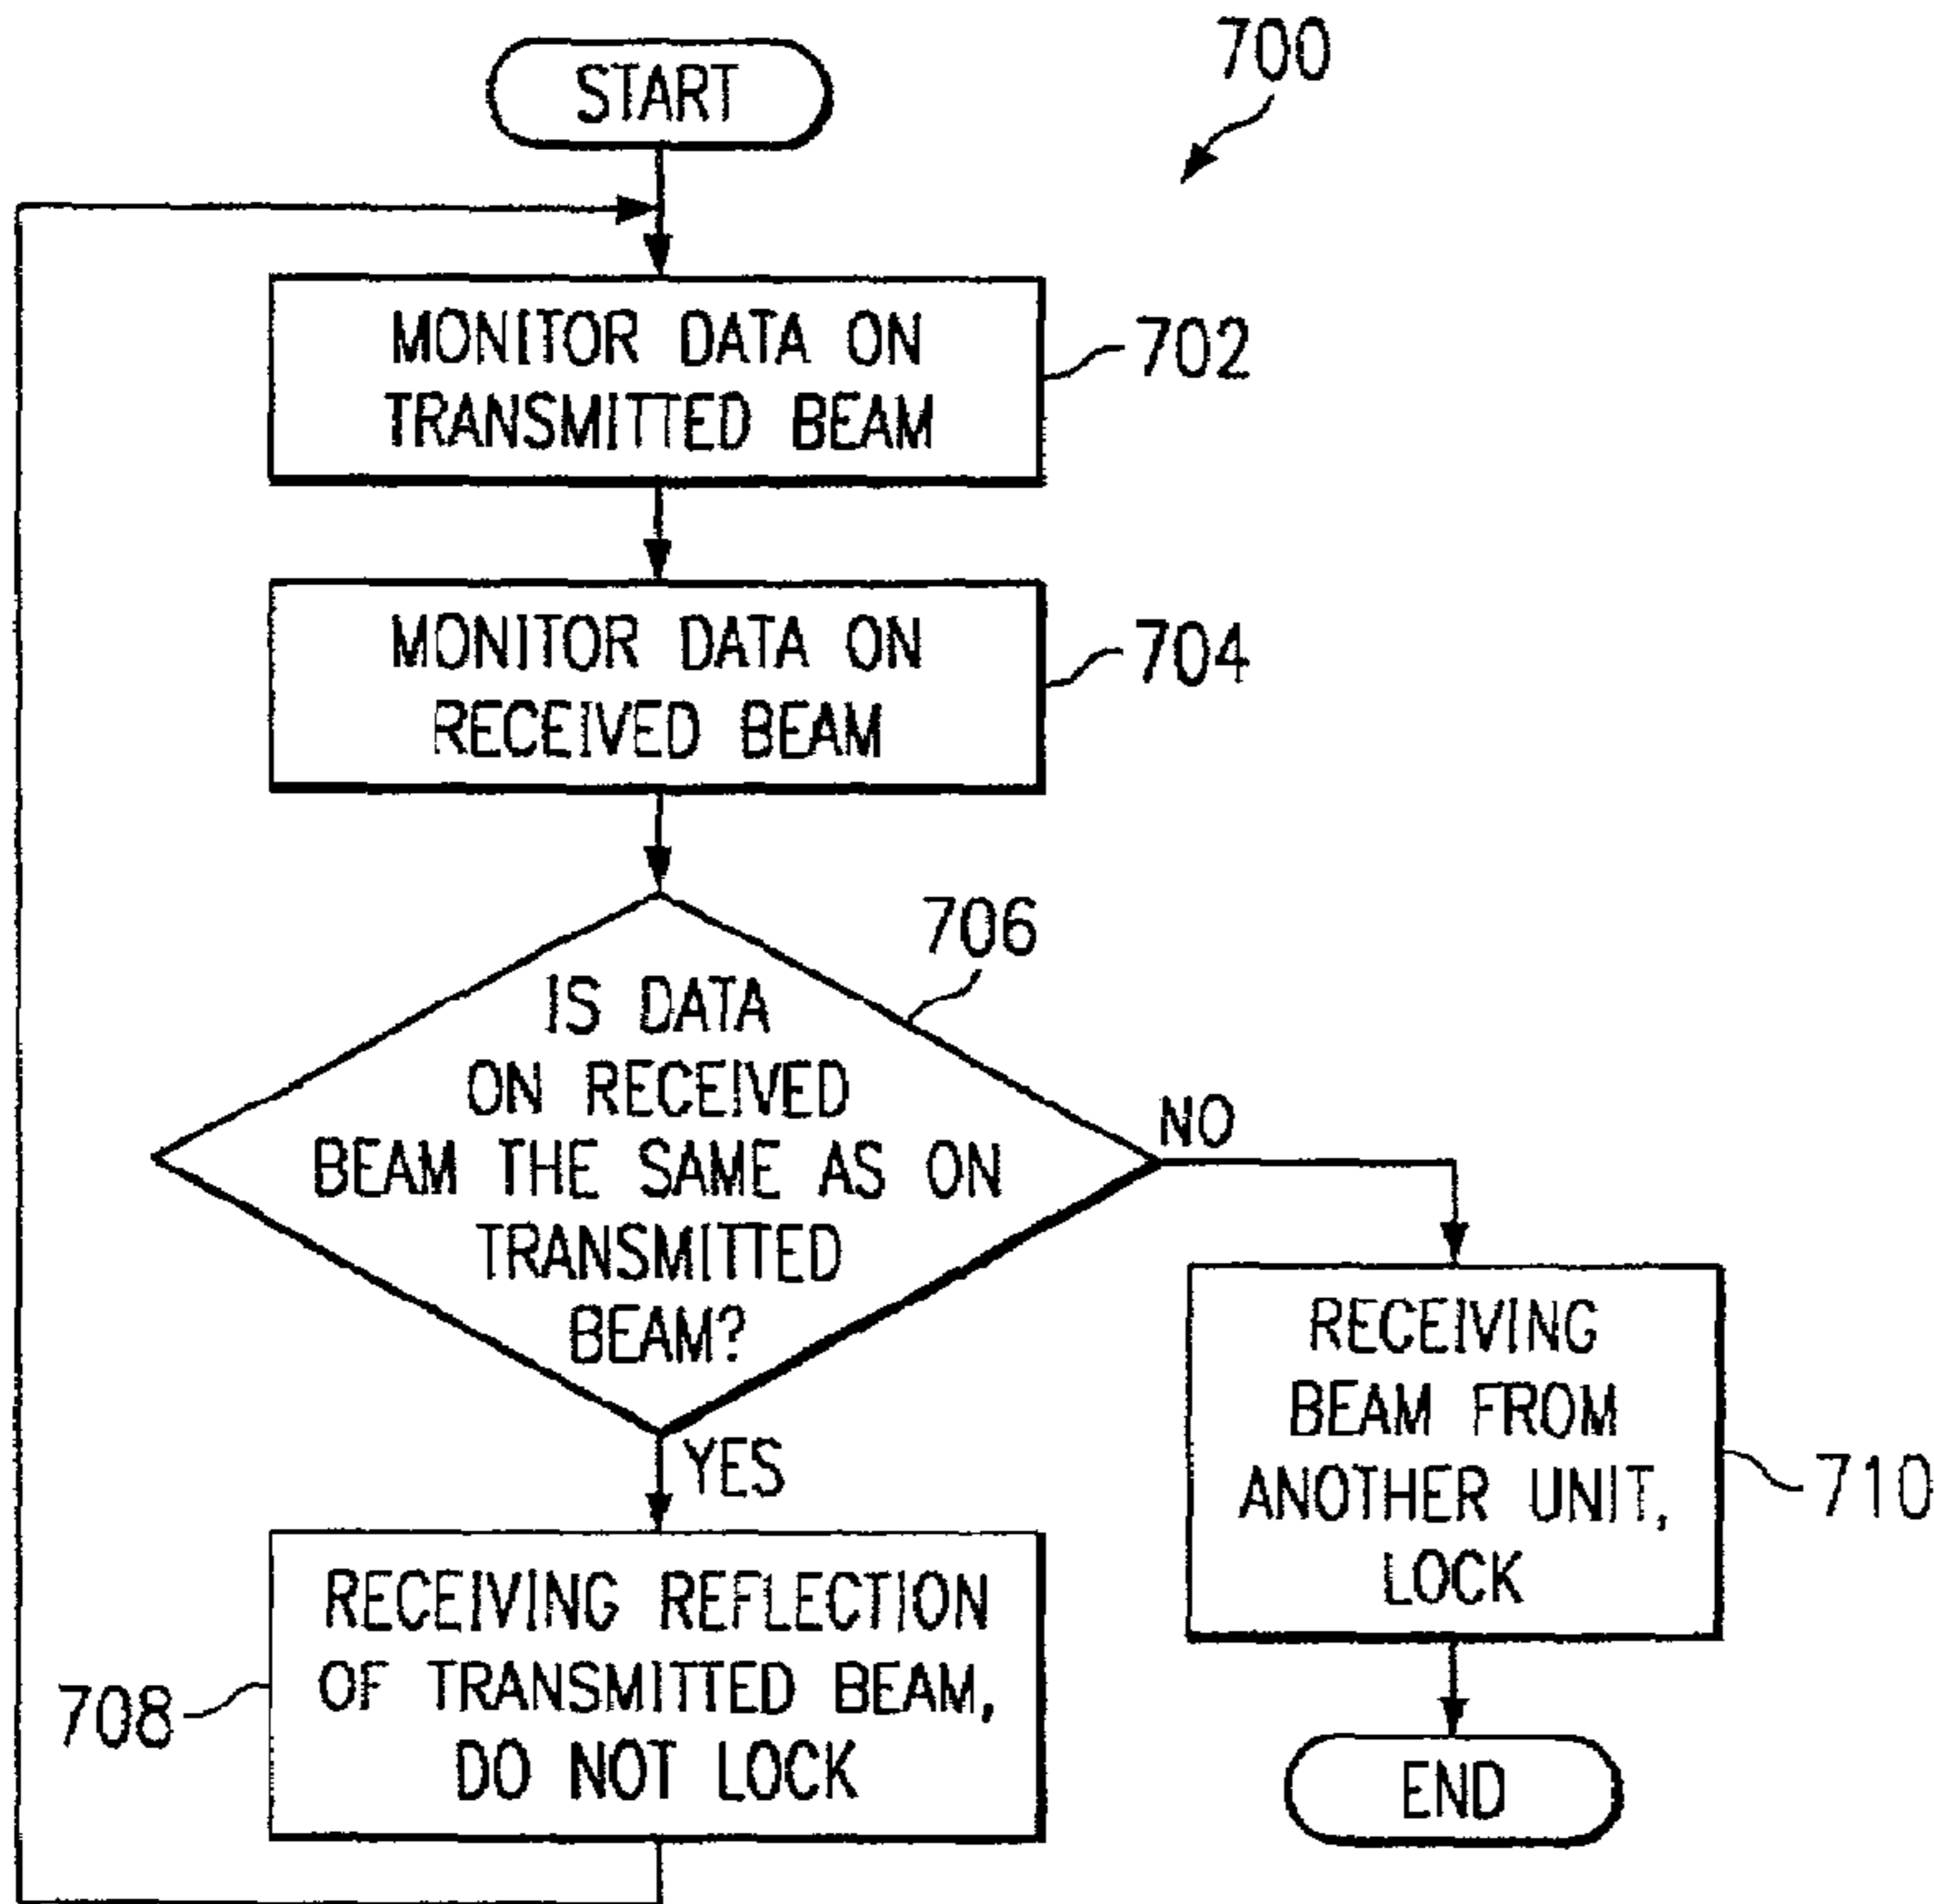 START
700
MONITOR DATA ON
TRANSMITTED BEAM
702
MONITOR DATA ON
RECEIVED BEAM
704
706
IS DATA
ON RECEIVED
BEAM THE SAME AS ON
TRANSMITTED
BEAM?
NO
YES
RECEIVING
BEAM FROM
ANOTHER UNIT,
LOCK
710
RECEIVING REFLECTION
OF TRANSMITTED BEAM,
DO NOT LOCK
708
END